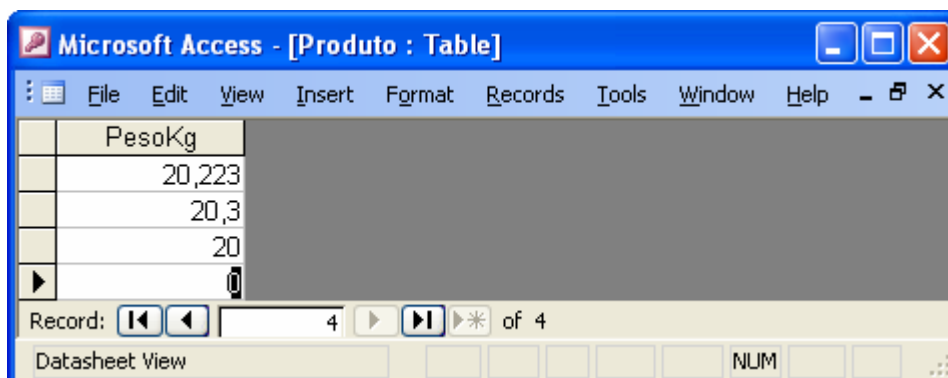 Microsoft Access - [Produto : Table]
File Edit View Insert Format Records Tools Window Help
PesoKg
20,223
20,3
20
0
Record: 4 of 4
Datasheet View NUM